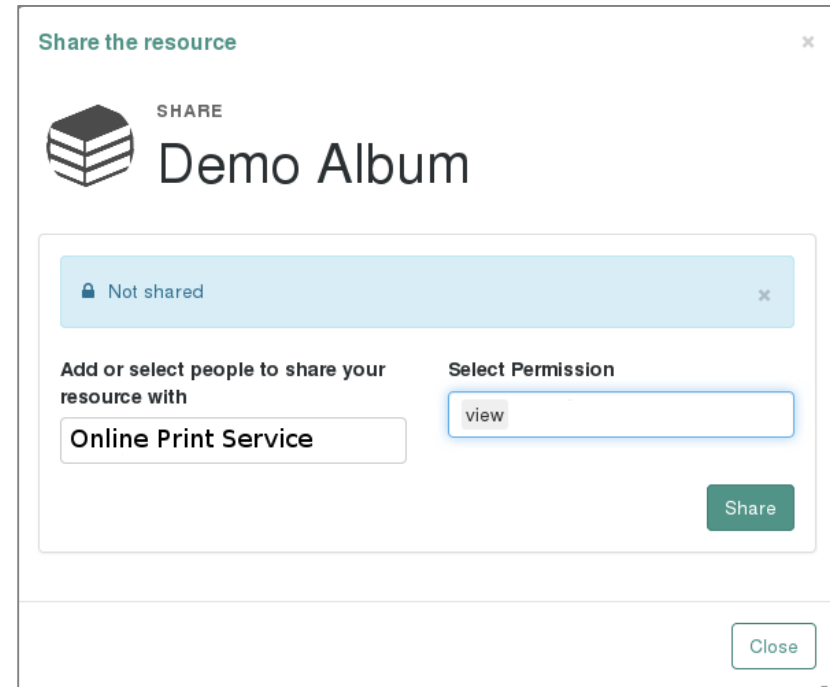 Share the resource
×
SHARE
Demo Album
Not shared
×
Add or select people to share your
resource with
Select Permission
Online Print Service
view
Share
Close